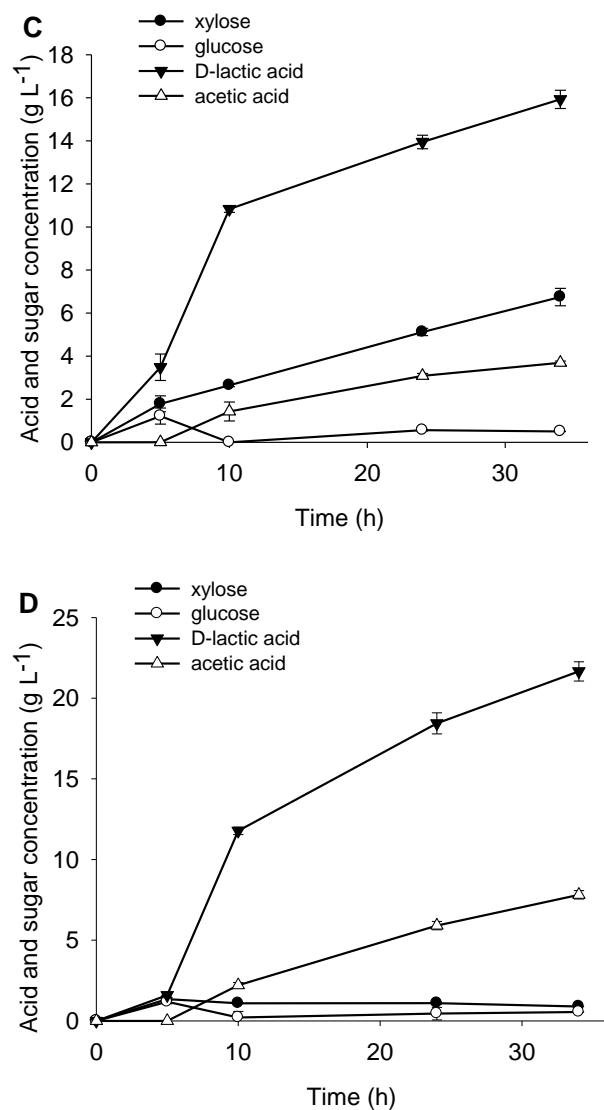 C
xylose
glucose
D-lactic acid
acetic acid
Acid and sugar concentration (g L-1)
18
16
14
12
10
8
6
4
2
0
0 10 20 30
Time (h)
D
xylose
glucose
D-lactic acid
acetic acid
Acid and sugar concentration (g L-1)
25
20
15
10
5
0
0 10 20 30
Time (h)